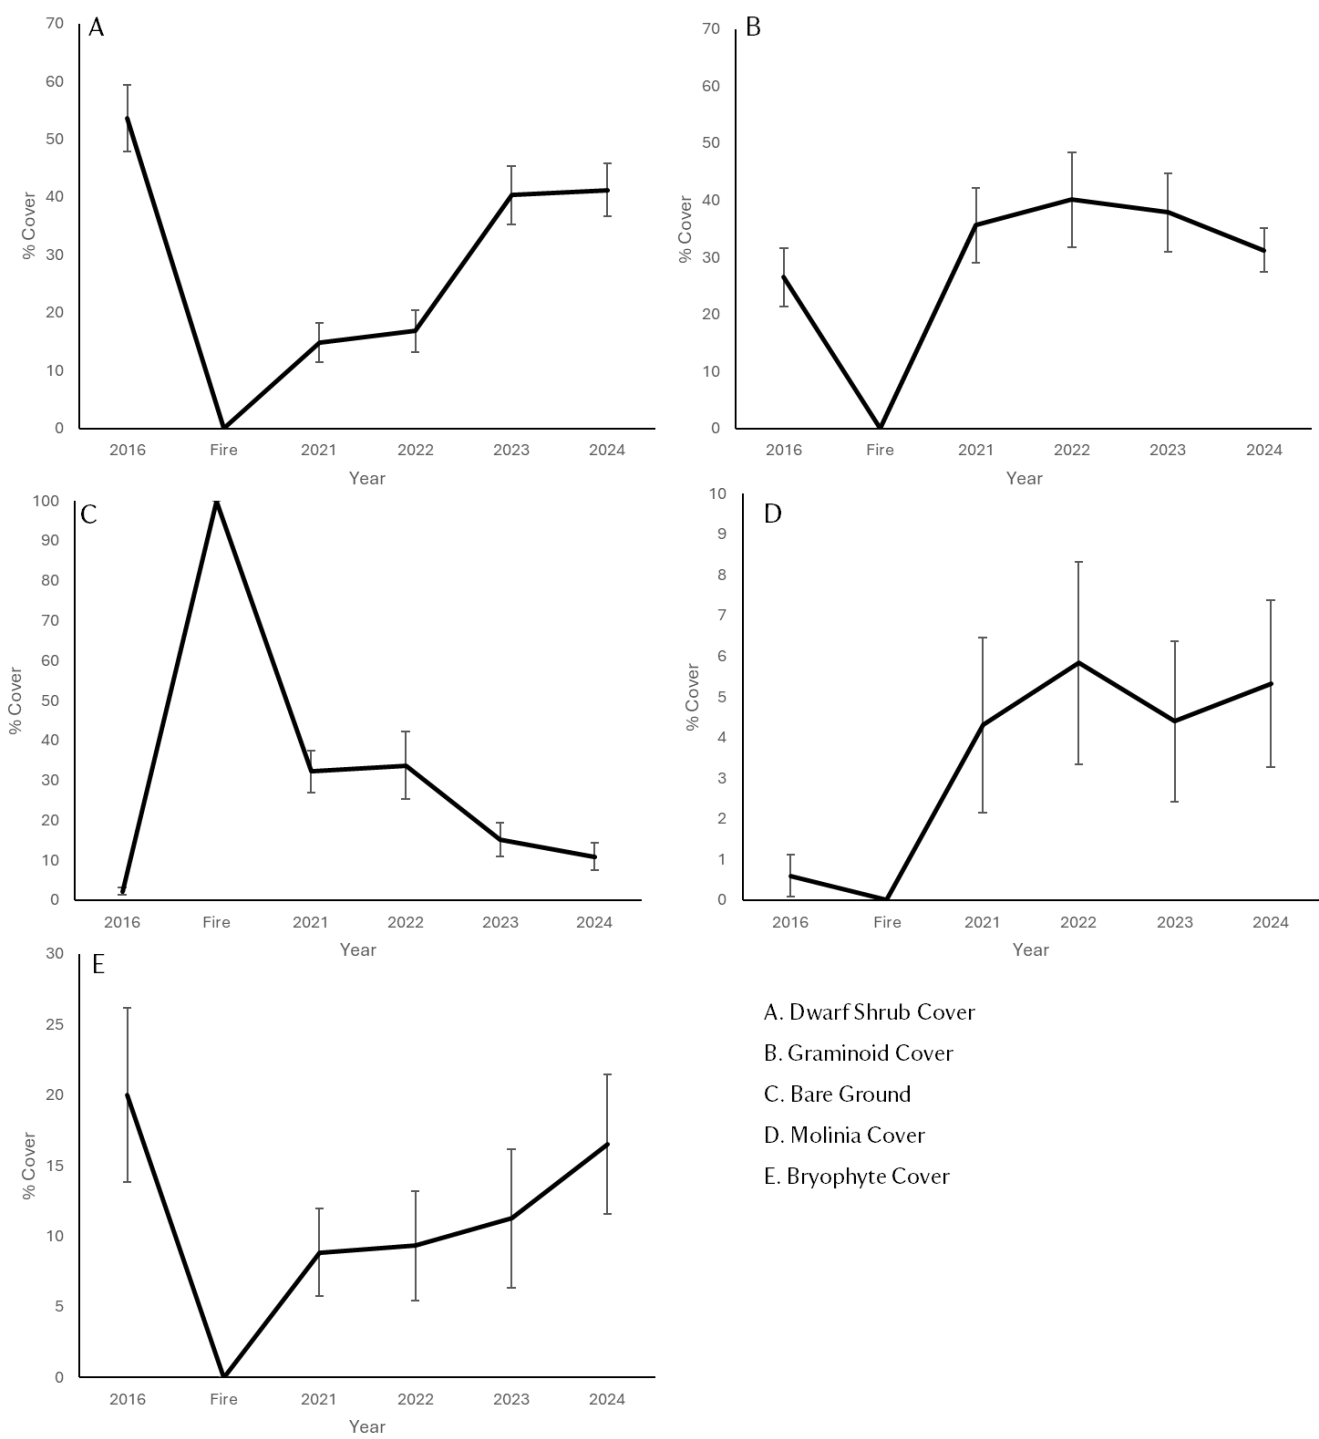 A
70
60
50
40
30
20
10
0
% Cover
2016 Fire 2021 2022 2023 2024
Year
B
70
60
50
40
30
20
10
0
% Cover
2016 Fire 2021 2022 2023 2024
Year
C
100
90
80
70
60
50
40
30
20
10
0
% Cover
2016 Fire 2021 2022 2023 2024
Year
D
10
9
8
7
6
5
4
3
2
1
0
% Cover
2016 Fire 2021 2022 2023 2024
Year
E
30
25
20
15
10
5
0
% Cover
2016 Fire 2021 2022 2023 2024
Year
A. Dwarf Shrub Cover
B. Graminoid Cover
C. Bare Ground
D. Molinia Cover
E. Bryophyte Cover